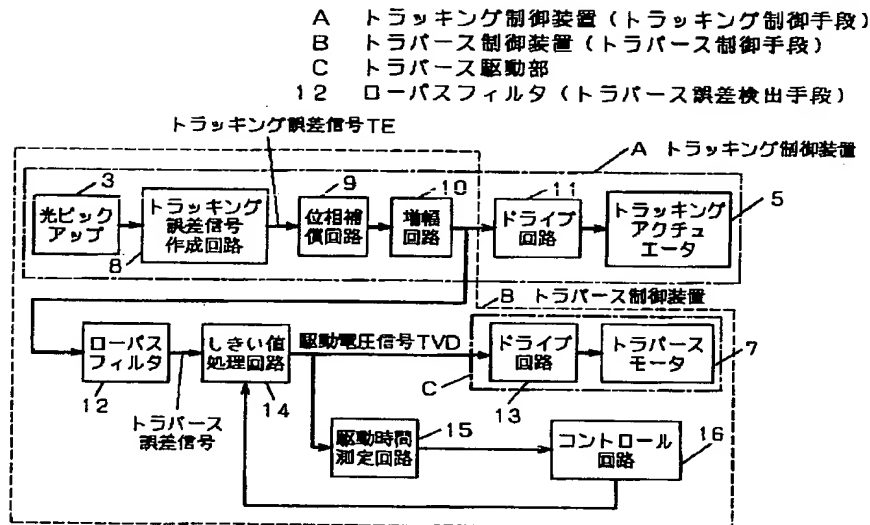 A トラッキング制御装置（トラッキング制御手段）
B トラバース制御装置（トラバース制御手段）
C トラバース駆動部
12 ローパスフィルタ（トラバース誤差検出手段）
トラッキング誤差信号TE
A トラッキング制御装置
3
光ピック
アップ
トラッキング
誤差信号
作成回路
8
9
位相補
償回路
10
増幅
回路
11
ドライブ
回路
トラッキング
アクチュ
エータ
5
B トラバース制御装置
ローパス
フィルタ
12
トラバース
誤差信号
しきい値
処理回路
14
駆動電圧信号TVD
ドライブ
回路
13
トラバース
モータ
7
C
駆動時間
測定回路
15
コントロール
回路
16